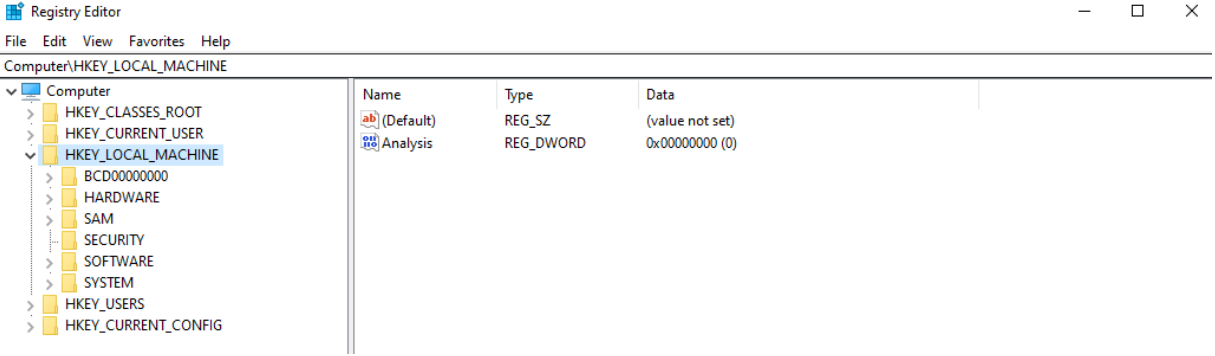 Registry Editor
File Edit View Favorites Help
Computer\HKEY_LOCAL_MACHINE
Computer
HKEY_CLASSES_ROOT
HKEY_CURRENT_USER
HKEY_LOCAL_MACHINE
BCD00000000
HARDWARE
SAM
SECURITY
SOFTWARE
SYSTEM
HKEY_USERS
HKEY_CURRENT_CONFIG
Name Type Data
ab (Default) REG_SZ (value not set)
Analysis REG_DWORD 0x00000000 (0)